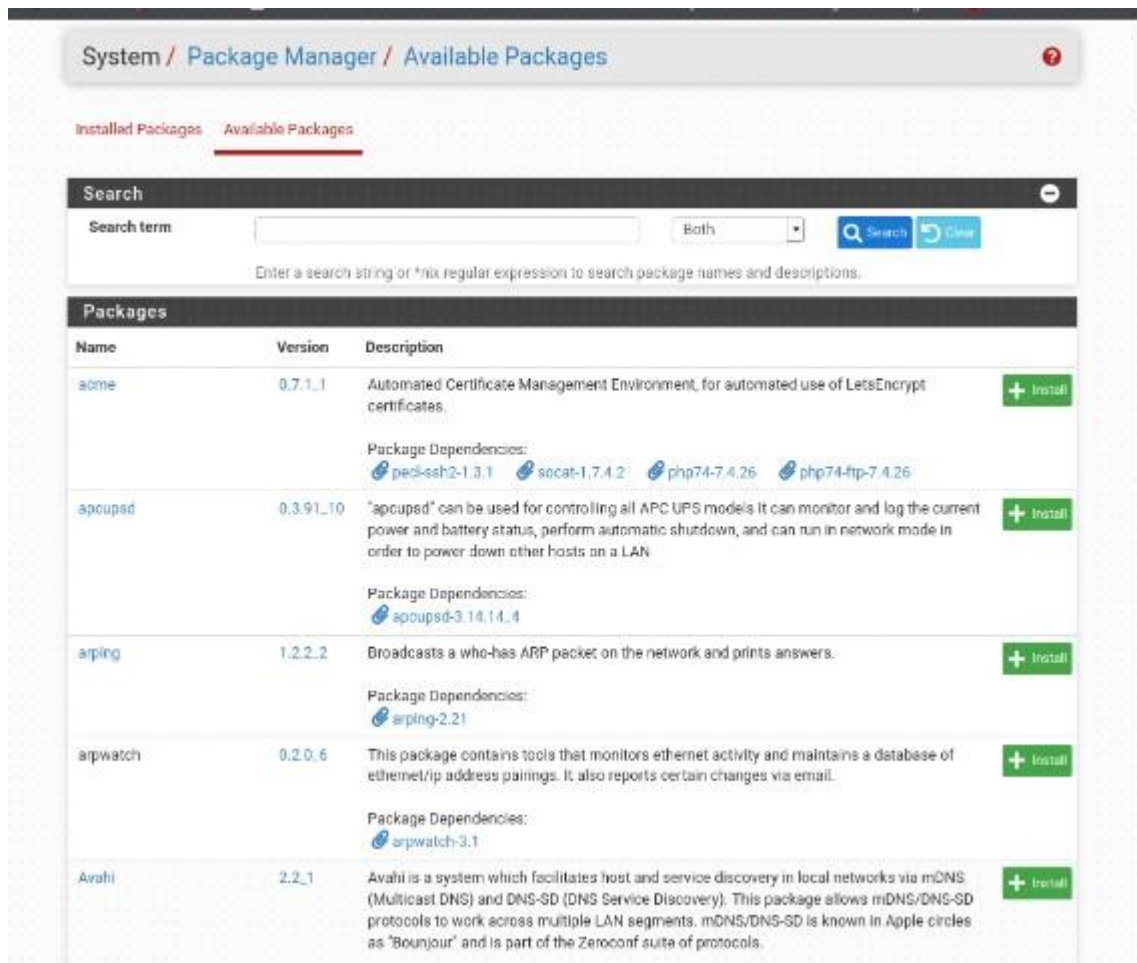 System / Package Manager / Available Packages
Installed Packages Available Packages
Search
Search term Both Search Clear
Enter a search string or *nix regular expression to search package names and descriptions.
Packages
Name Version Description
acme 0.7.1_1 Automated Certificate Management Environment, for automated use of LetsEncrypt Install
certificates.
Package Dependencies:
pecl-ssh2-1.3.1 socat-1.7.4.2 php74-7.4.26 php74-ftp-7.4.26
apcupsd 0.3.91_10 "apcupsd" can be used for controlling all APC UPS models It can monitor and log the current Install
power and battery status, perform automatic shutdown, and can run in network mode in
order to power down other hosts on a LAN
Package Dependencies:
apcupsd-3.14.14_4
arping 1.2.2_2 Broadcasts a who-has ARP packet on the network and prints answers. Install
Package Dependencies:
arping-2.21
arpwatch 0.2.0_6 This package contains tools that monitors ethernet activity and maintains a database of Install
ethernet/ip address pairings. It also reports certain changes via email.
Package Dependencies:
arpwatch-3.1
Avahi 2.2_1 Avahi is a system which facilitates host and service discovery in local networks via mDNS Install
(Multicast DNS) and DNS-SD (DNS Service Discovery). This package allows mDNS/DNS-SD
protocols to work across multiple LAN segments. mDNS/DNS-SD is known in Apple circles
as "Bounjour" and is part of the Zeroconf suite of protocols.